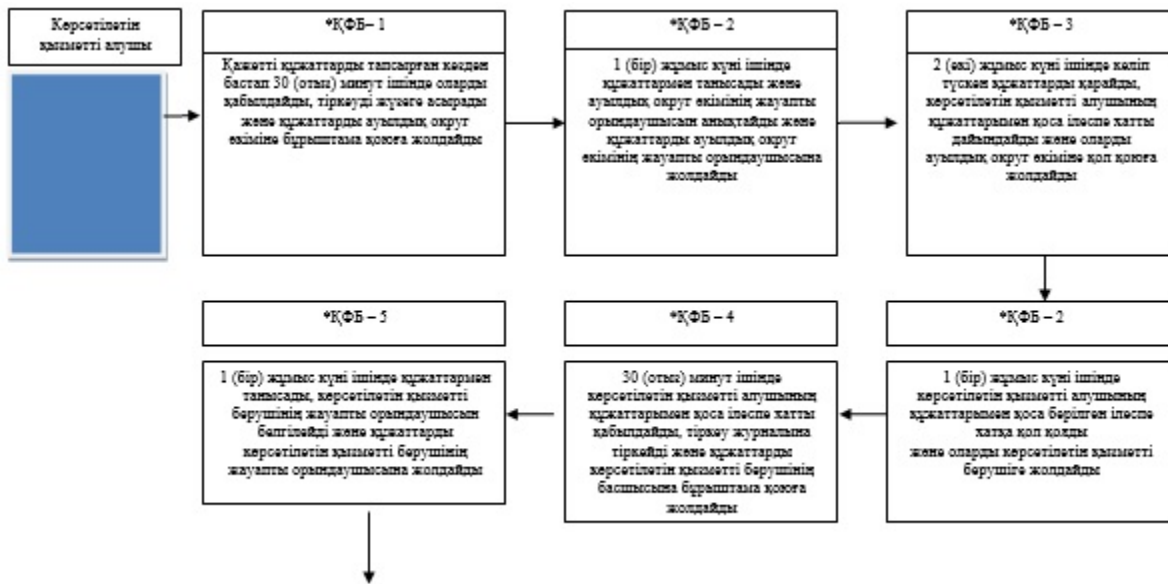 Көрсетілетін
қызметті алушы
*ҚФБ– 1
Қажетті құжаттарды тапсырған кезден
бастап 30 (отыз) минут ішінде оларды
қабылдайды, тіркеуді жүзеге асырады
және құжаттарды ауылдық округ
әкіміне бұрыштама қоюға жолдайды
*ҚФБ – 2
1 (бір) жұмыс күні ішінде
құжаттармен танысады және
ауылдық округ әкімінің жауапты
орындаушысын анықтайды және
құжаттарды ауылдық округ
әкімінің жауапты орындаушысына
жолдайды
*ҚФБ – 3
2 (екі) жұмыс күні ішінде келіп
түскен құжаттарды қарайды,
көрсетілетін қызметті алушының
құжаттарымен қоса ілеспе хатты
дайындайды және оларды
ауылдық округ әкіміне қол қоюға
жолдайды
*ҚФБ – 5
1 (бір) жұмыс күні ішінде құжаттармен
танысады, көрсетілетін қызметті
берушінің жауапты орындаушысын
белгілейді және құжаттарды
көрсетілетін қызметті берушінің
жауапты орындаушысына жолдайды
*ҚФБ – 4
30 (отыз) минут ішінде
көрсетілетін қызметті алушының
құжаттарымен қоса ілеспе хатты
қабылдайды, тіркеу журналына
тіркейді және құжаттарды
көрсетілетін қызметті берушінің
басшысына бұрыштама қоюға
жолдайды
*ҚФБ – 2
1 (бір) жұмыс күні ішінде
көрсетілетін қызметті алушының
құжаттарымен қоса берілген ілеспе
хатқа қол қояды
және оларды көрсетілетін қызметті
берушіге жолдайды